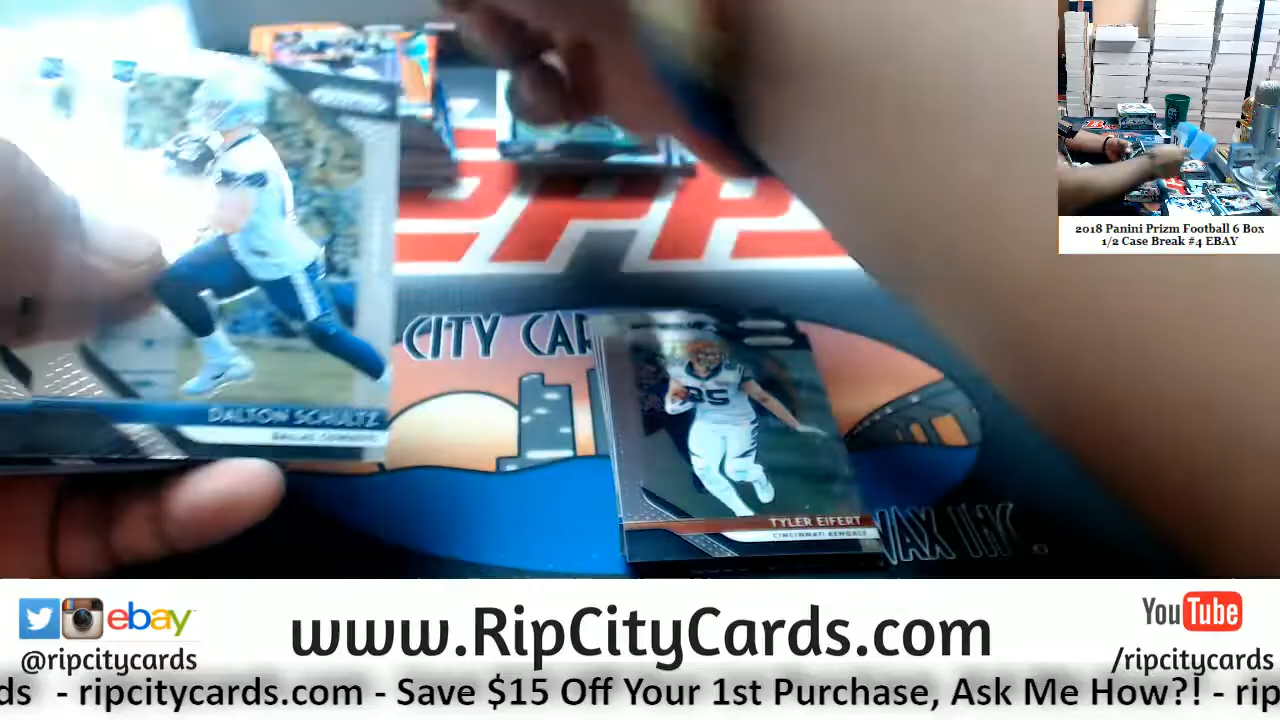 DALTON SCHULTZ
DALLAS COWBOYS
CITY CAR
85
TYLER EIFERT
CINCINNATI BENGALS
WAX
2018 Panini Prizm Football 6 Box
1/2 Case Break #4 EBAY
ebay
@ripcitycards
www.RipCityCards.com
YouTube
/ripcitycards
ds - ripcitycards.com - Save $15 Off Your 1st Purchase, Ask Me How?! - rip